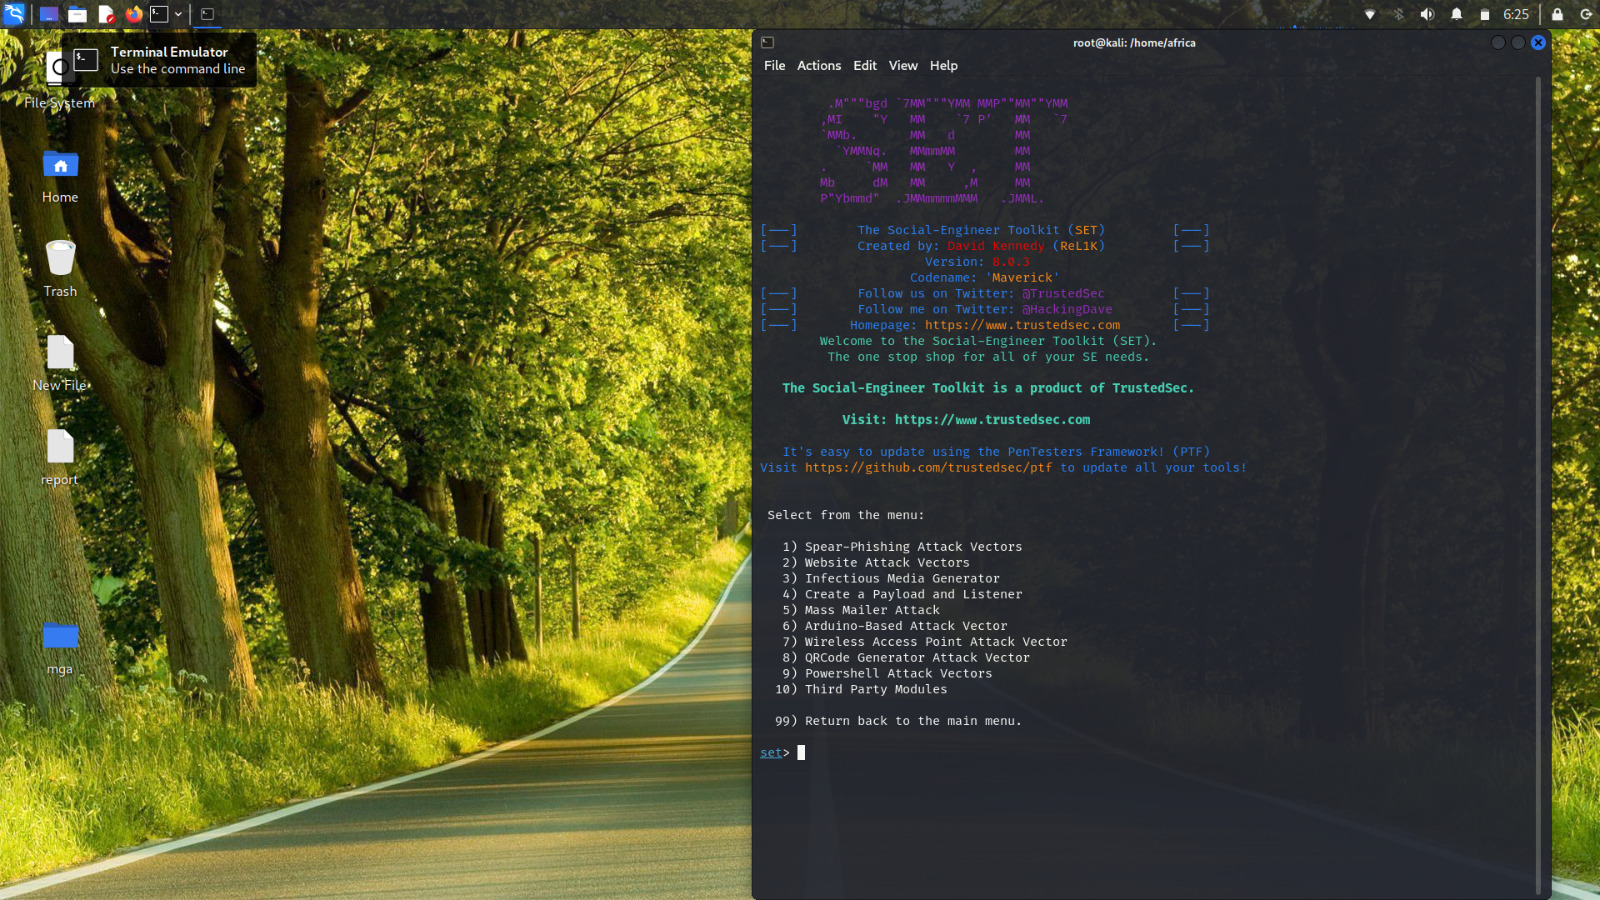 6:25
Terminal Emulator
Use the command line
File System
Home
Trash
New File
report
mga
root@kali: /home/africa
File Actions Edit View Help
.M"""bgd `7MM"""YMM MMP""MM""YMM
,MI    "Y   MM    `7 P'   MM   `7
`MMb.       MM   d        MM
  `YMMNq.   MMmmMM        MM
.     `MM   MM   Y  ,     MM
Mb     dM   MM     ,M     MM
P"Ybmmd"  .JMMmmmmMMM   .JMML.
[---] The Social-Engineer Toolkit (SET) [---]
[---] Created by: David Kennedy (ReL1K) [---]
Version: 8.0.3
Codename: 'Maverick'
[---] Follow us on Twitter: @TrustedSec [---]
[---] Follow me on Twitter: @HackingDave [---]
[---] Homepage: https://www.trustedsec.com [---]
Welcome to the Social-Engineer Toolkit (SET).
The one stop shop for all of your SE needs.
The Social-Engineer Toolkit is a product of TrustedSec.
Visit: https://www.trustedsec.com
It's easy to update using the PenTesters Framework! (PTF)
Visit https://github.com/trustedsec/ptf to update all your tools!
Select from the menu:
1) Spear-Phishing Attack Vectors
2) Website Attack Vectors
3) Infectious Media Generator
4) Create a Payload and Listener
5) Mass Mailer Attack
6) Arduino-Based Attack Vector
7) Wireless Access Point Attack Vector
8) QRCode Generator Attack Vector
9) Powershell Attack Vectors
10) Third Party Modules
99) Return back to the main menu.
set>